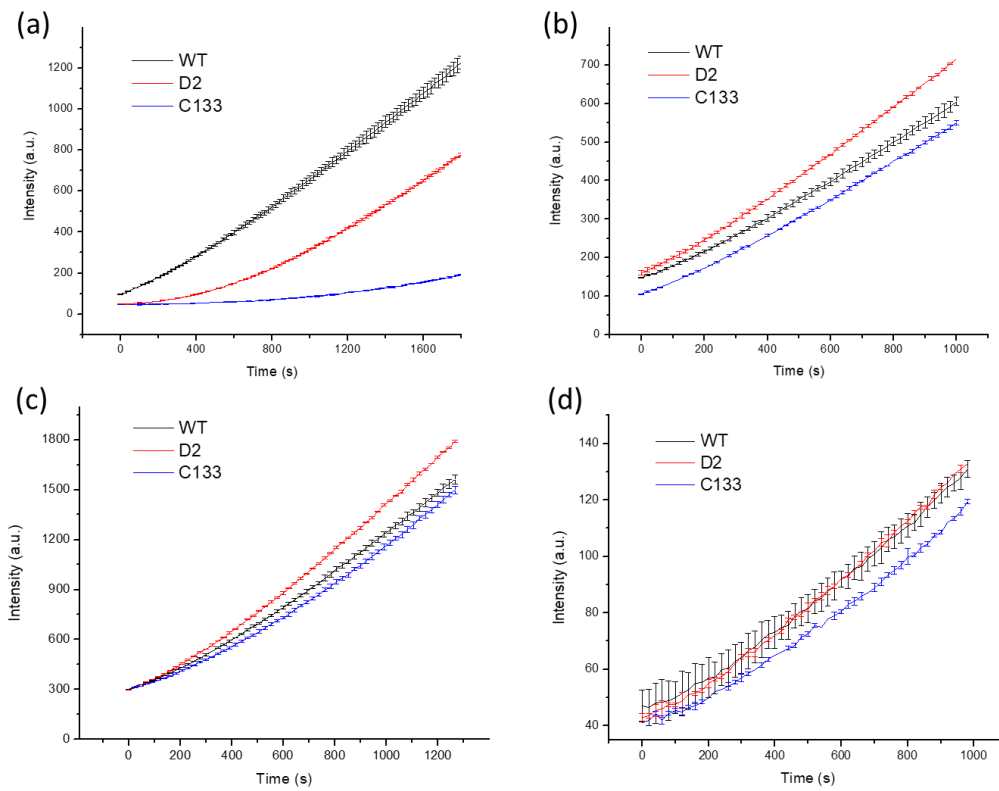 (a)
WT
D2
C133
Intensity (a.u.)
1200
1000
800
600
400
200
0
0 400 800 1200 1600
Time (s)
(b)
WT
D2
C133
Intensity (a.u.)
700
600
500
400
300
200
100
0
0 200 400 600 800 1000
Time (s)
(c)
WT
D2
C133
Intensity (a.u.)
1800
1500
1200
900
600
300
0
0 200 400 600 800 1000 1200
Time (s)
(d)
WT
D2
C133
Intensity (a.u.)
140
120
100
80
60
40
0 200 400 600 800 1000
Time (s)